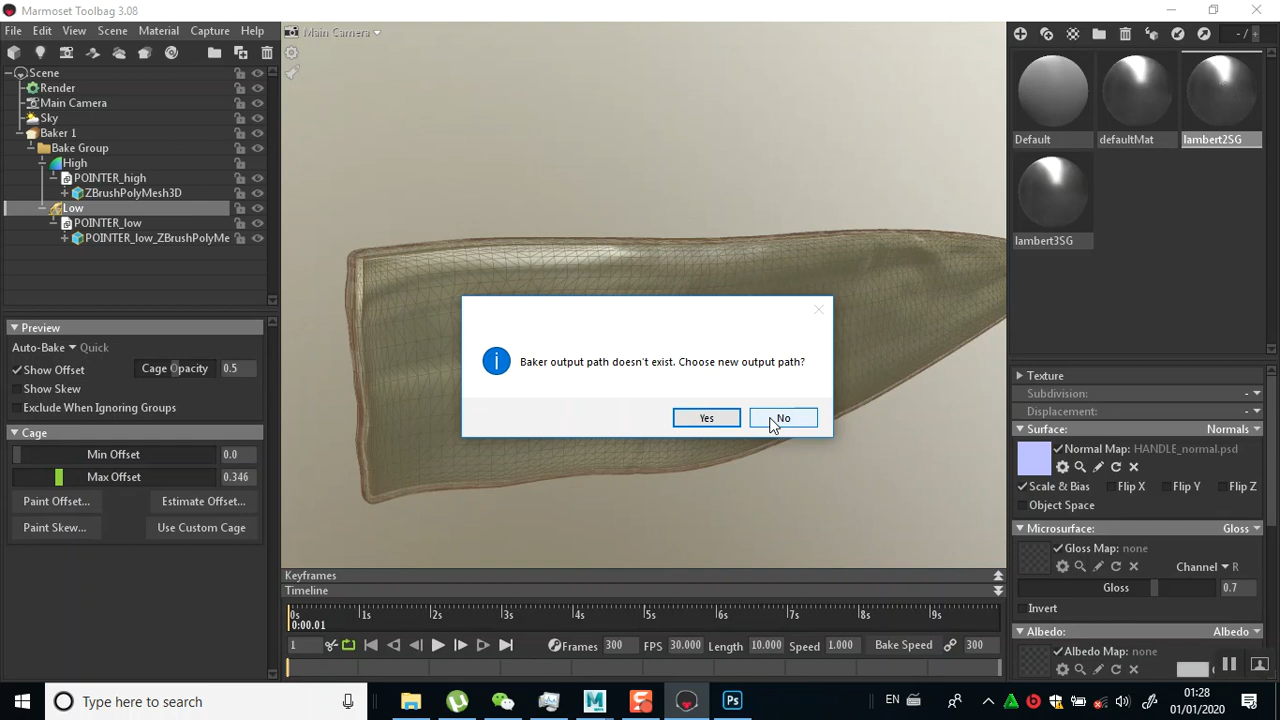 Marmoset Toolbag 3.08
File Edit View Scene Material Capture Help
Main Camera
- / +
Scene
Render
Main Camera
Sky
Baker 1
Bake Group
High
POINTER_high
ZBrushPolyMesh3D
Low
POINTER_low
POINTER_low_ZBrushPolyMe
Default defaultMat lambert2SG
lambert3SG
Baker output path doesn't exist. Choose new output path?
Yes No
Preview
Auto-Bake Quick
Show Offset Cage Opacity 0.5
Show Skew
Exclude When Ignoring Groups
Cage
Min Offset 0.0
Max Offset 0.346
Paint Offset... Estimate Offset...
Paint Skew... Use Custom Cage
Texture
Subdivision: -
Displacement: -
Surface: Normals
Normal Map: HANDLE_normal.psd
Scale & Bias Flip X Flip Y Flip Z
Object Space
Microsurface: Gloss
Gloss Map: none
Channel R
Gloss 0.7
Invert
Albedo: Albedo
Albedo Map: none
Keyframes
Timeline
0s 1s 2s 3s 4s 5s 6s 7s 8s 9s
0:00.01
1 Frames 300 FPS 30.000 Length 10.000 Speed 1.000 Bake Speed 300
Type here to search
M
Ps
EN
01:28
01/01/2020